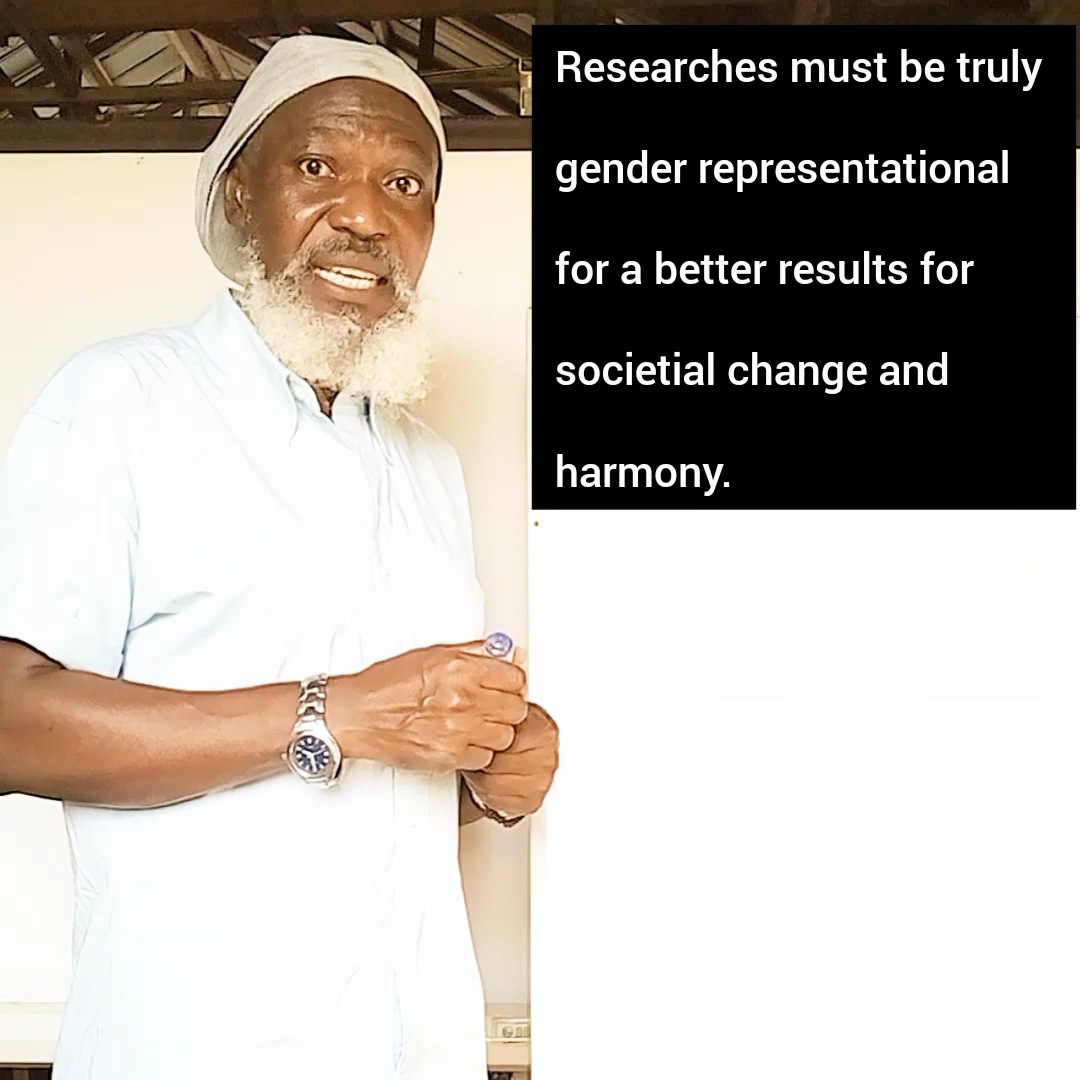 Researches must be truly
gender representational
for a better results for
societial change and
harmony.